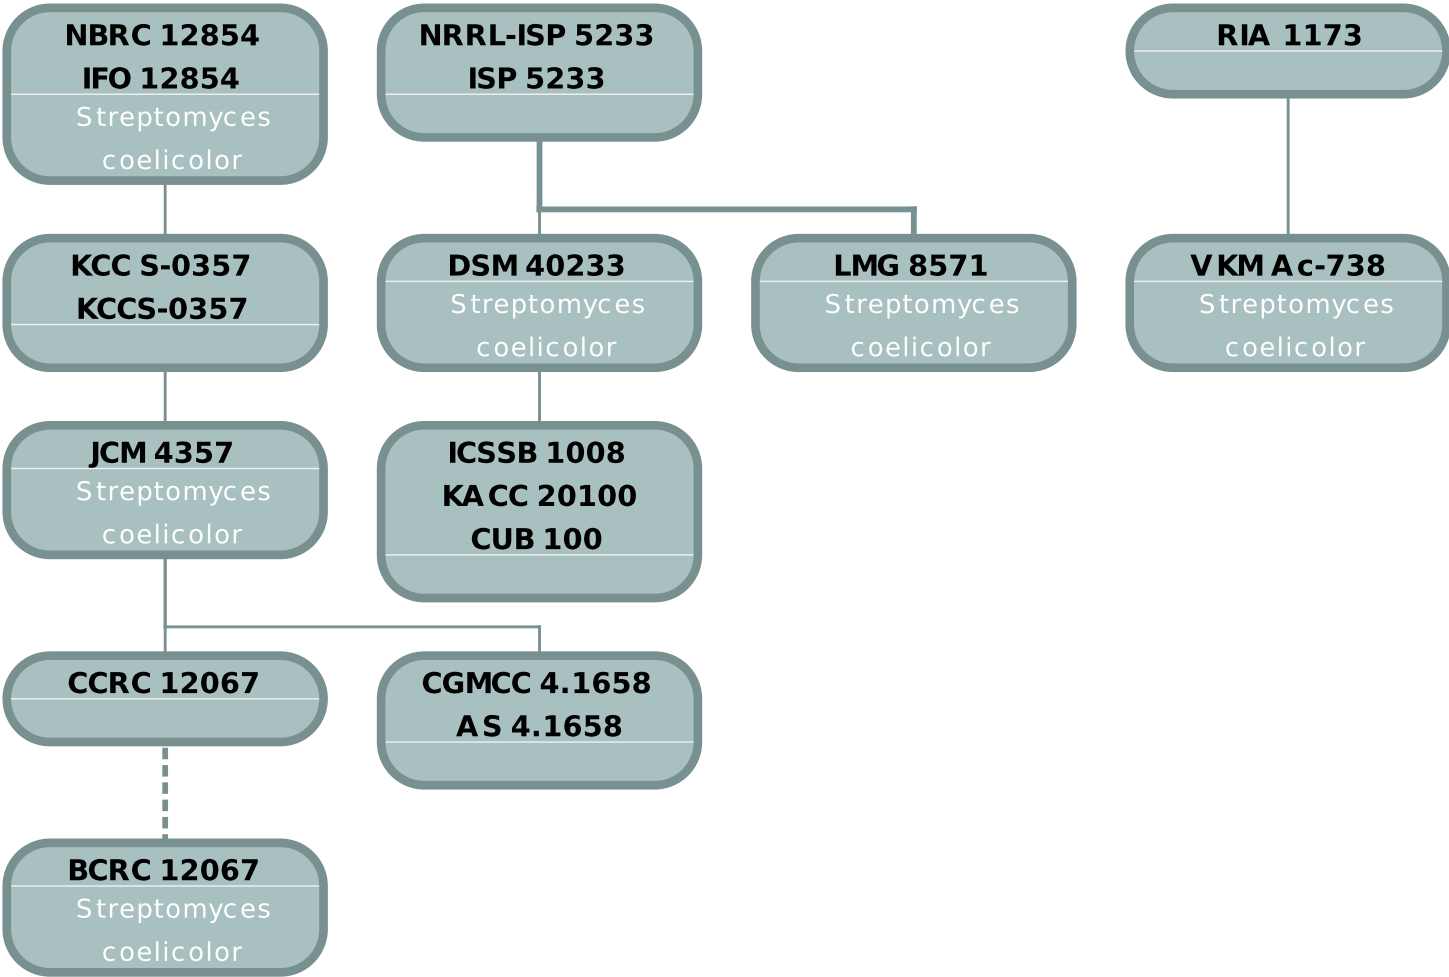 NBRC 12854
IFO 12854
Streptomyces
coelicolor
NRRL-ISP 5233
ISP 5233
RIA 1173
KCC S-0357
KCCS-0357
DSM 40233
Streptomyces
coelicolor
LMG 8571
Streptomyces
coelicolor
VKM Ac-738
Streptomyces
coelicolor
JCM 4357
Streptomyces
coelicolor
ICSSB 1008
KACC 20100
CUB 100
CCRC 12067
CGMCC 4.1658
AS 4.1658
BCRC 12067
Streptomyces
coelicolor